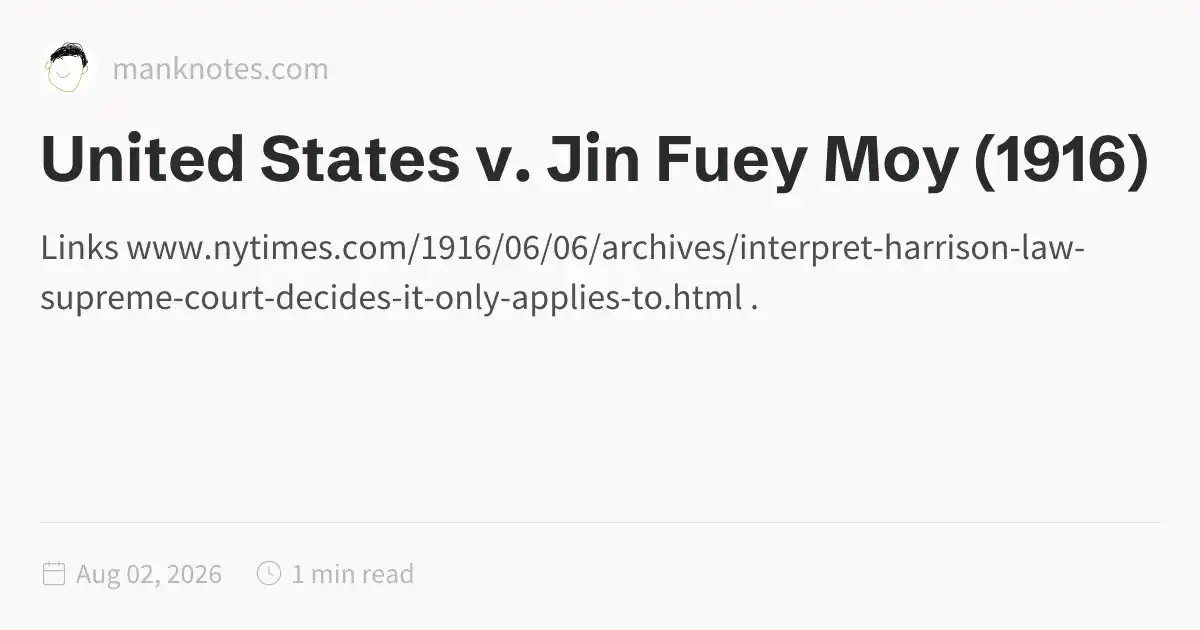 manknotes.com
United States v. Jin Fuey Moy (1916)
Links www.nytimes.com/1916/06/06/archives/interpret-harrison-law-
supreme-court-decides-it-only-applies-to.html .
Aug 02, 2026 1 min read